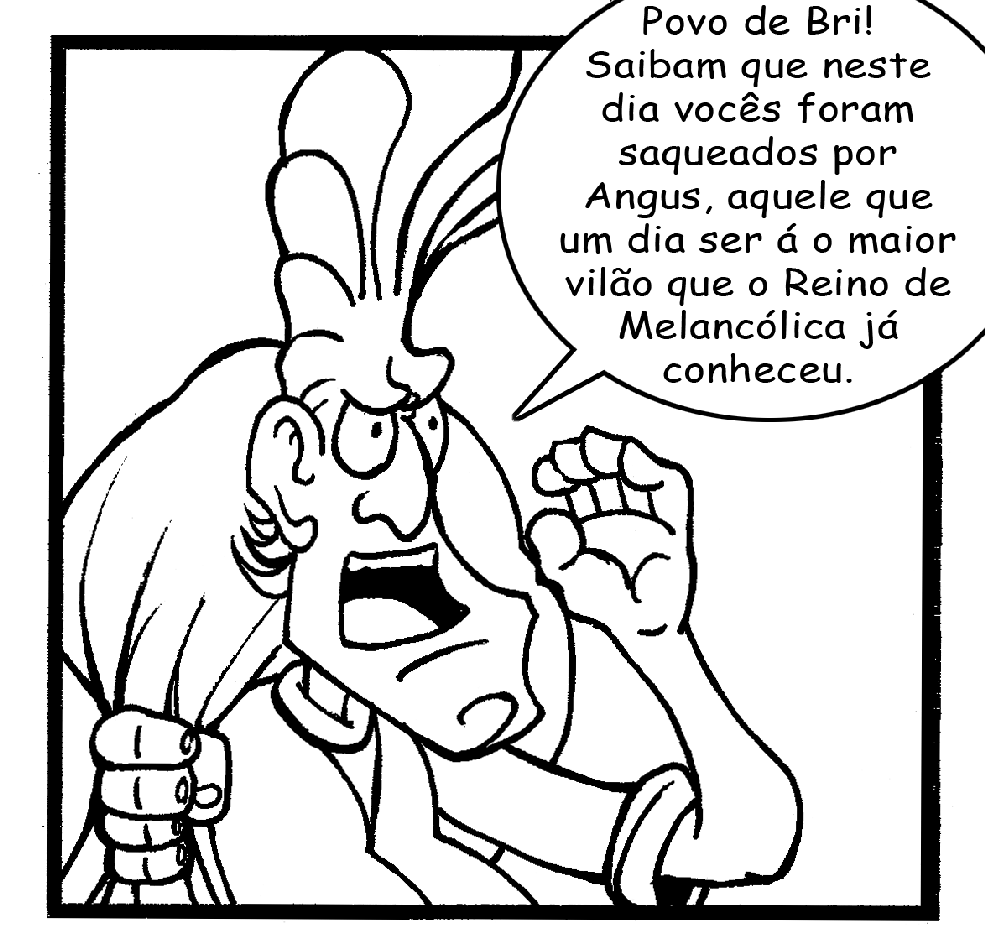 Povo de Bri!
Saibam que neste
dia vocês foram
saqueados por
Angus, aquele que
um dia ser á o maior
vilão que o Reino de
Melancólica já
conheceu.